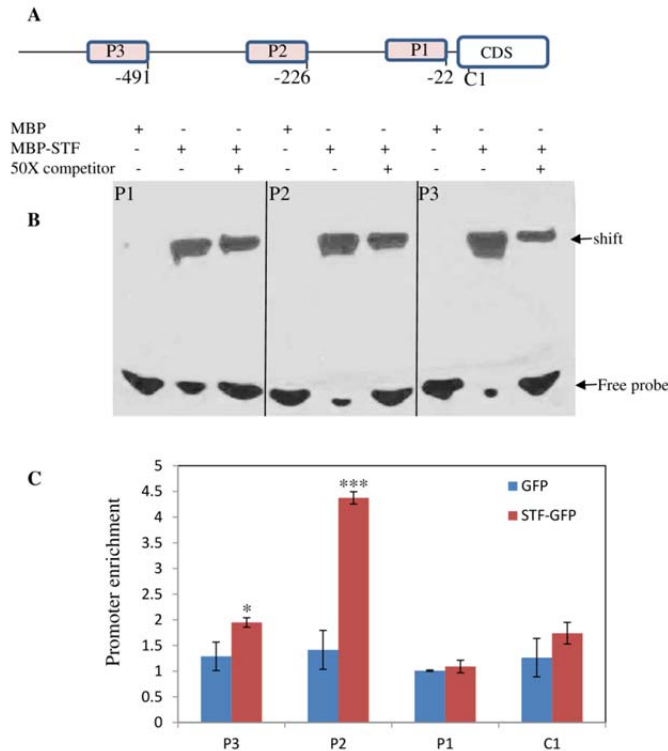 A
P3 P2 P1 CDS
-491 -226 -22 C1
MBP + - - + - - + - -
MBP-STF - + + - + + - + +
50X competitor - - + - - + - - +
B
P1 P2 P3
shift
Free probe
C
Promoter enrichment
5
4.5
4
3.5
3
2.5
2
1.5
1
0.5
0
GFP
STF-GFP
***
*
P3 P2 P1 C1